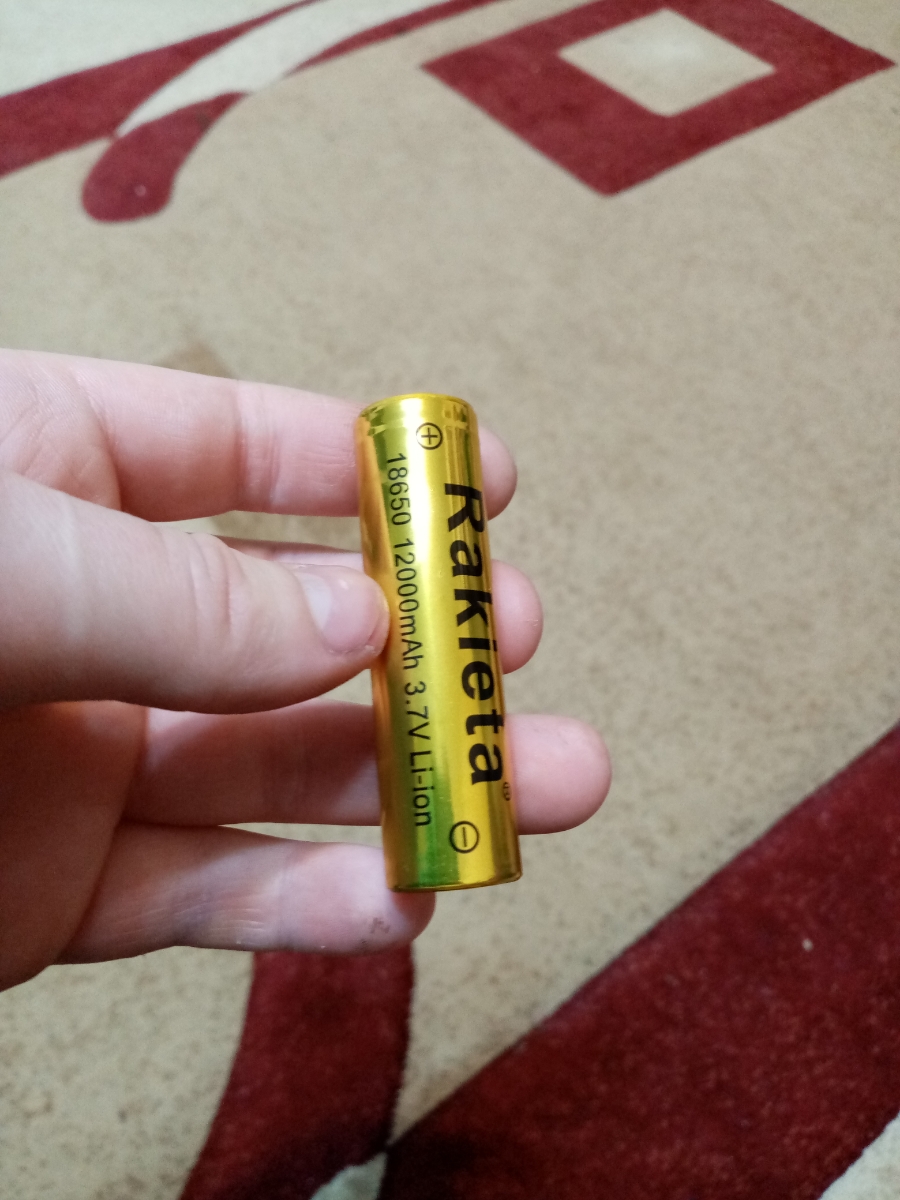 ⊕ Rakieta® ⊖
18650 12000mAh 3.7V Li-ion